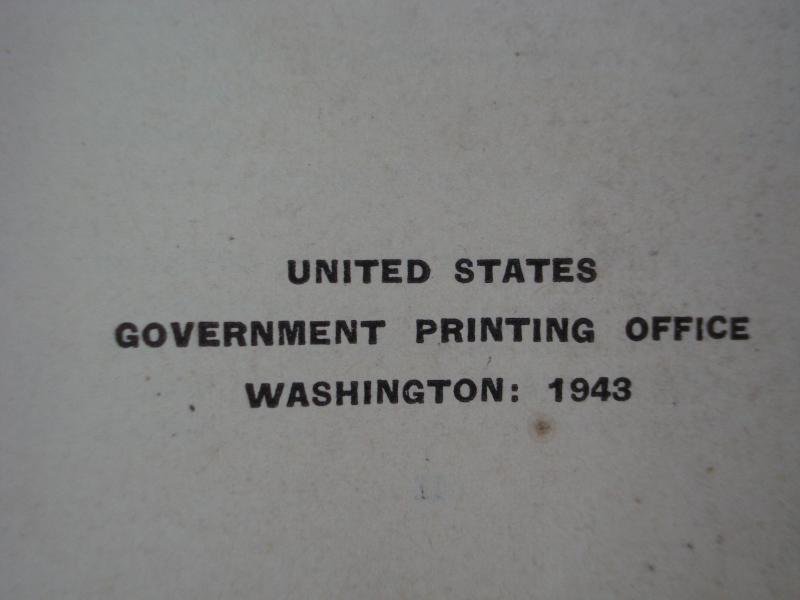 UNITED STATES
GOVERNMENT PRINTING OFFICE
WASHINGTON: 1943